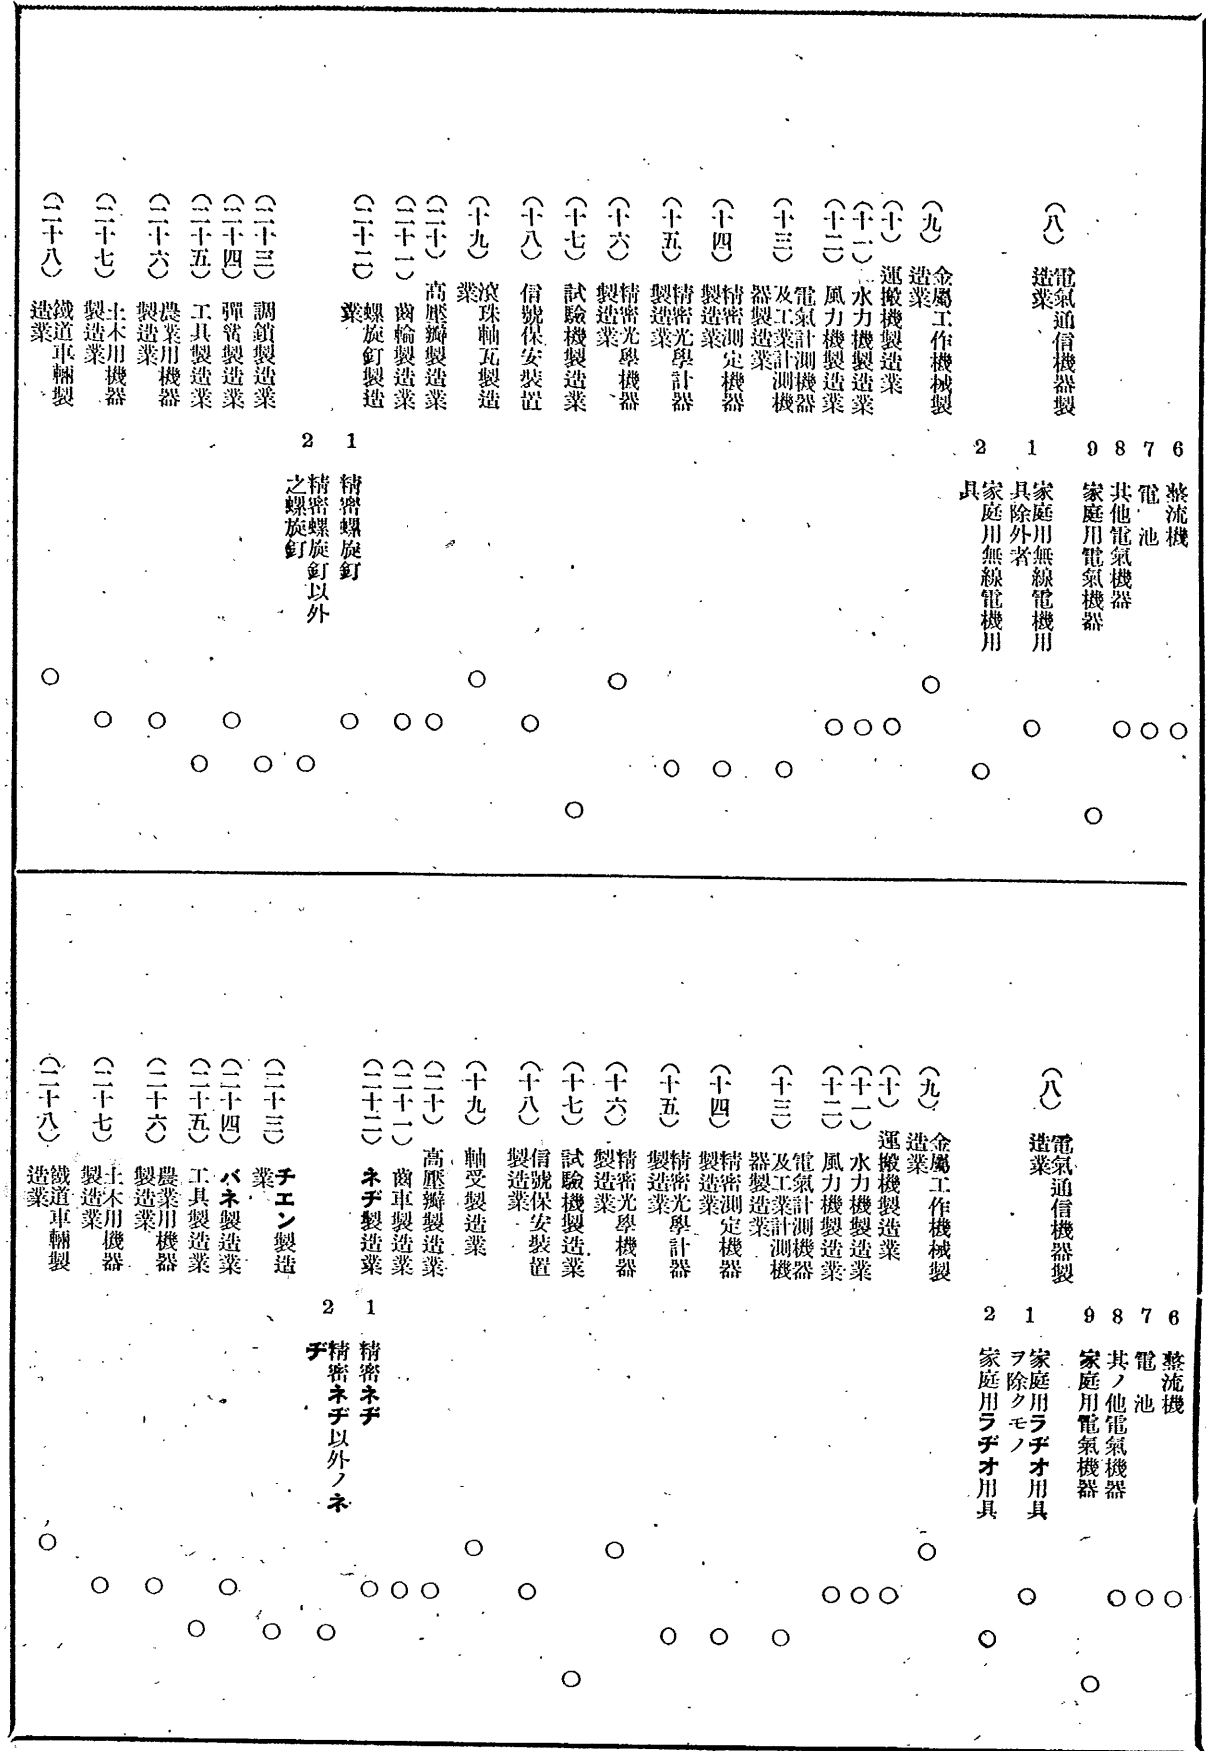 6 整流機 ○
7 電池 ○
8 其他電氣機器 ○
9 家庭用電氣機器 ○
(八) 電氣通信機器製
造業
1 家庭用無線電機用
具除外者 ○
2 家庭用無線電機用
具 ○
(九) 金屬工作機械製
造業 ○
(十) 運搬機製造業 ○
(十一) 水力機製造業 ○
(十二) 風力機製造業 ○
(十三) 電氣計測機器
及工業計測機
器製造業 ○
(十四) 精密測定機器
製造業 ○
(十五) 精密光學計器
製造業 ○
(十六) 精密光學機器
製造業 ○
(十七) 試驗機製造業 ○
(十八) 信號保安裝置 ○
(十九) 滾珠軸瓦製造
業 ○
(二十) 高壓瓣製造業 ○
(二十一) 齒輪製造業 ○
(二十二) 螺旋釘製造
業
1 精密螺旋釘 ○
2 精密螺旋釘以外
之螺旋釘 ○
(二十三) 調鎖製造業 ○
(二十四) 彈簧製造業 ○
(二十五) 工具製造業 ○
(二十六) 農業用機器
製造業 ○
(二十七) 土木用機器
製造業 ○
(二十八) 鐵道車輛製
造業 ○
6 整流機 ○
7 電池 ○
8 其ノ他電氣機器 ○
9 家庭用電氣機器 ○
(八) 電氣通信機器製
造業
1 家庭用ラヂオ用具
ヲ除クモノ ○
2 家庭用ラヂオ用具 ○
(九) 金屬工作機械製
造業 ○
(十) 運搬機製造業 ○
(十一) 水力機製造業 ○
(十二) 風力機製造業 ○
(十三) 電氣計測機器
及工業計測機
器製造業 ○
(十四) 精密測定機器
製造業 ○
(十五) 精密光學計器
製造業 ○
(十六) 精密光學機器
製造業 ○
(十七) 試驗機製造業 ○
(十八) 信號保安裝置
製造業 ○
(十九) 軸受製造業 ○
(二十) 高壓瓣製造業 ○
(二十一) 齒車製造業 ○
(二十二) ネヂ製造業
1 精密ネヂ ○
2 精密ネヂ以外ノネ
ヂ ○
(二十三) チエン製造
業 ○
(二十四) バネ製造業 ○
(二十五) 工具製造業 ○
(二十六) 農業用機器
製造業 ○
(二十七) 土木用機器
製造業 ○
(二十八) 鐵道車輛製
造業 ○